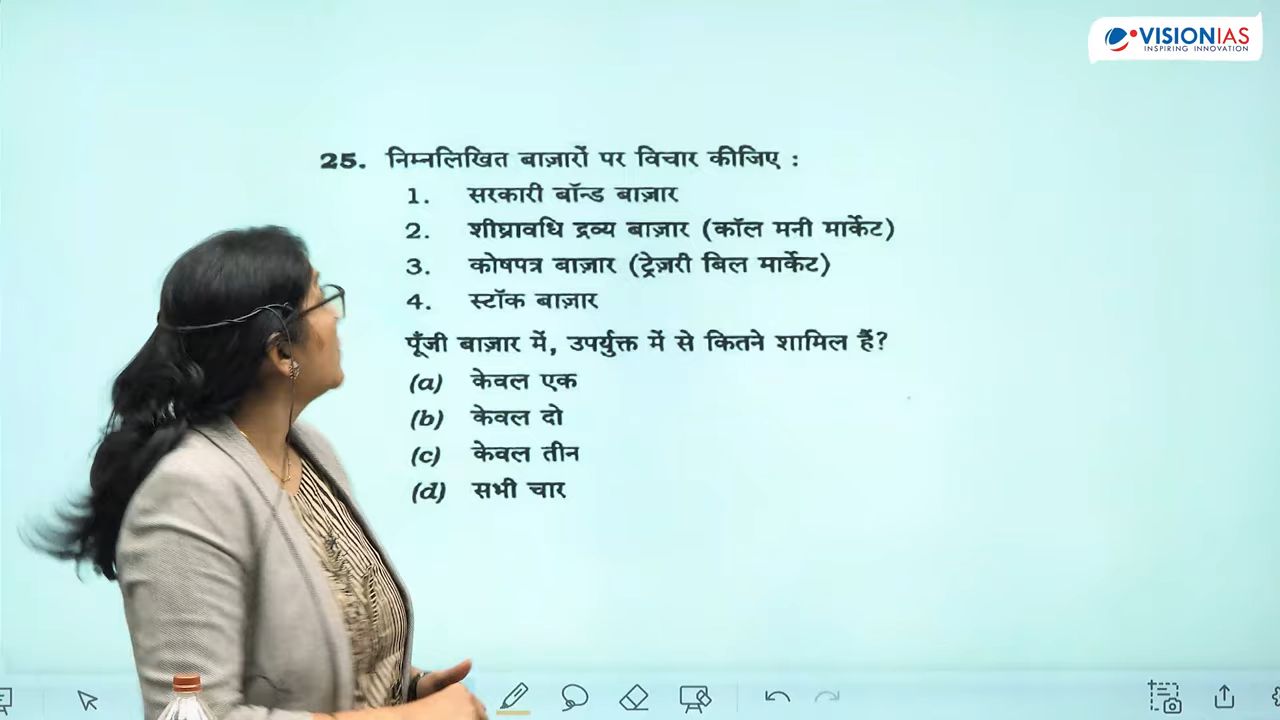 VISIONIAS
INSPIRING INNOVATION
25. निम्नलिखित बाज़ारों पर विचार कीजिए :
1. सरकारी बॉन्ड बाज़ार
2. शीघ्रावधि द्रव्य बाज़ार (कॉल मनी मार्केट)
3. कोषपत्र बाज़ार (ट्रेज़री बिल मार्केट)
4. स्टॉक बाज़ार
पूँजी बाज़ार में, उपर्युक्त में से कितने शामिल हैं?
(a) केवल एक
(b) केवल दो
(c) केवल तीन
(d) सभी चार